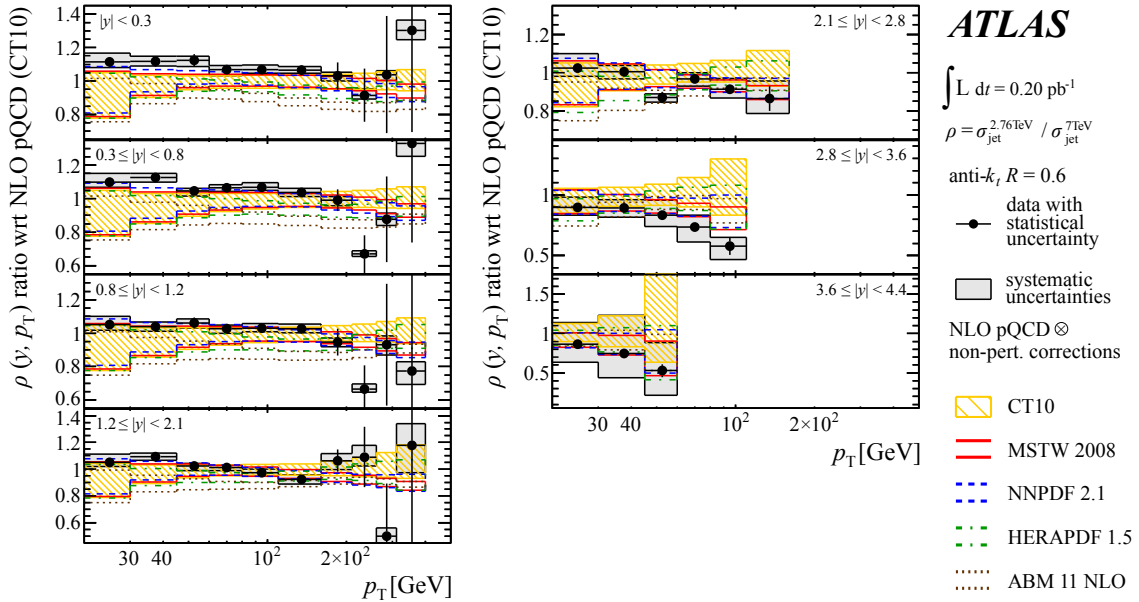 ρ (y, p_T) ratio wrt NLO pQCD (CT10)
|y| < 0.3
1.4
1.2
1
0.8
0.3 ≤ |y| < 0.8
1.2
1
0.8
0.6
0.8 ≤ |y| < 1.2
1.2
1
0.8
0.6
1.2 ≤ |y| < 2.1
1.4
1.2
1
0.8
0.6
30 40 10² 2×10²
p_T [GeV]
ρ (y, p_T) ratio wrt NLO pQCD (CT10)
2.1 ≤ |y| < 2.8
1.4
1.2
1
0.8
2.8 ≤ |y| < 3.6
1
0.5
3.6 ≤ |y| < 4.4
1.5
1
0.5
30 40 10² 2×10²
p_T [GeV]
ATLAS
∫L dt = 0.20 pb⁻¹
ρ = σ_jet^2.76TeV / σ_jet^7TeV
anti-k_t R = 0.6
data with
statistical
uncertainty
systematic
uncertainties
NLO pQCD ⊗
non-pert. corrections
CT10
MSTW 2008
NNPDF 2.1
HERAPDF 1.5
ABM 11 NLO